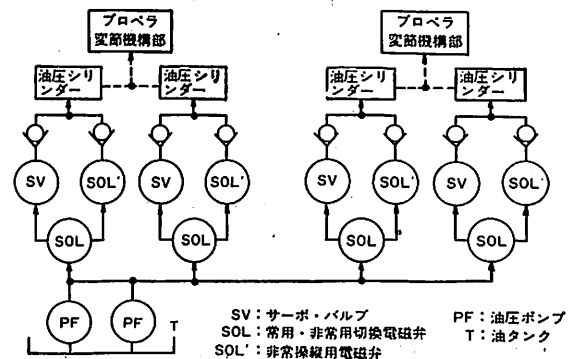 プロペラ
変節機構部
プロペラ
変節機構部
油圧シリ
ンダー
油圧シリ
ンダー
油圧シリ
ンダー
油圧シリ
ンダー
SV
SOL'
SV
SOL'
SV
SOL'
SV
SOL'
SOL
SOL
SOL
SOL
PF
PF
T
SV：サーボ・バルブ
SOL：常用・非常用切換電磁弁
SOL'：非常操縦用電磁弁
PF：油圧ポンプ
T：油タンク